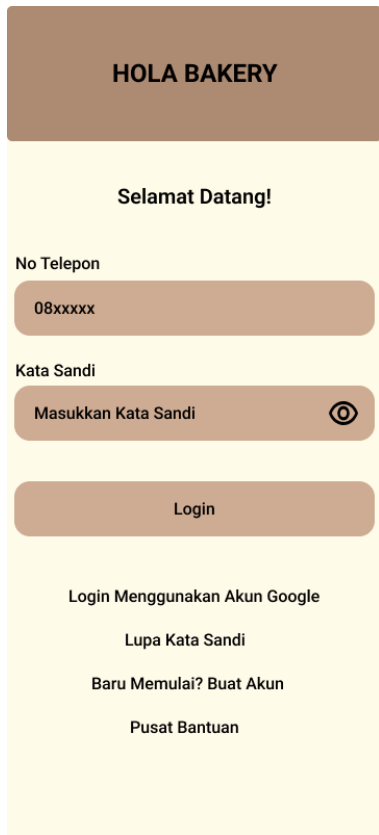 HOLA BAKERY
Selamat Datang!
No Telepon
08xxxxx
Kata Sandi
Masukkan Kata Sandi
Login
Login Menggunakan Akun Google
Lupa Kata Sandi
Baru Memulai? Buat Akun
Pusat Bantuan